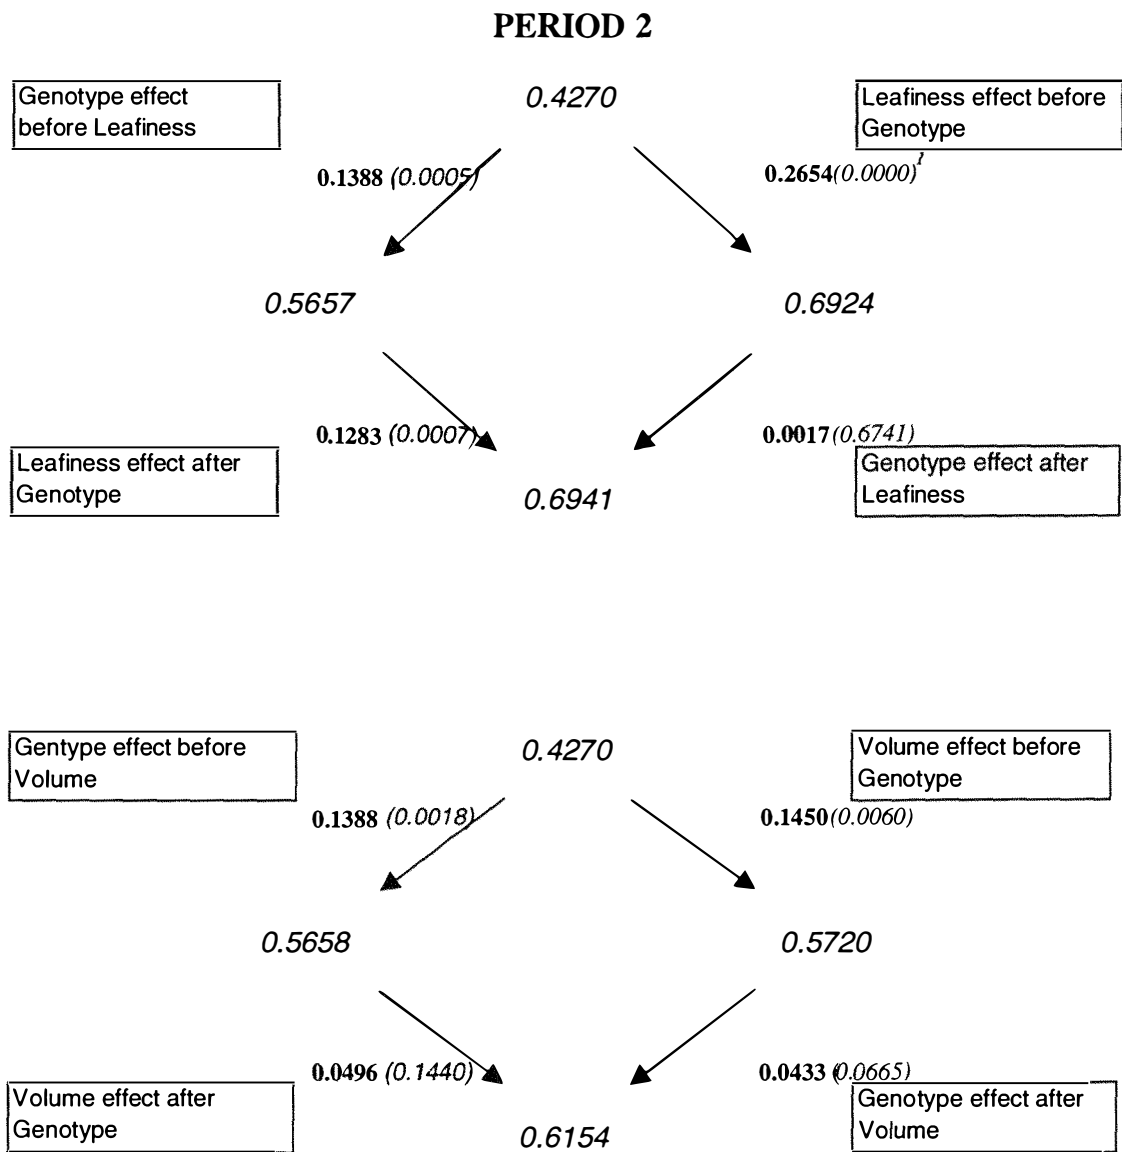 PERIOD 2
Genotype effect
before Leafiness
0.4270
Leafiness effect before
Genotype
0.1388 (0.0005)
0.2654(0.0000)1
0.5657
0.6924
0.1283 (0.0007)
0.0017(0.6741)
Leafiness effect after
Genotype
0.6941
Genotype effect after
Leafiness
Gentype effect before
Volume
0.4270
Volume effect before
Genotype
0.1388 (0.0018)
0.1450(0.0060)
0.5658
0.5720
0.0496 (0.1440)
0.0433 (0.0665)
Volume effect after
Genotype
0.6154
Genotype effect after
Volume